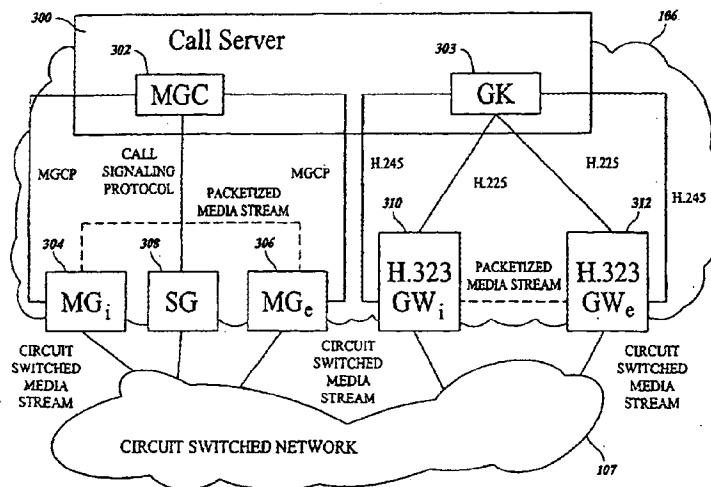 300
Call Server
166
302
303
MGC
GK
CALL
SIGNALING
PROTOCOL
MGCP
MGCP
H.245
H.225
H.225
H.245
PACKETIZED
MEDIA STREAM
310
312
304
308
306
MGi
SG
MGe
H.323
GWi
PACKETIZED
MEDIA STREAM
H.323
GWe
CIRCUIT
SWITCHED
MEDIA
STREAM
CIRCUIT
SWITCHED
MEDIA
STREAM
CIRCUIT
SWITCHED
MEDIA
STREAM
CIRCUIT SWITCHED NETWORK
107